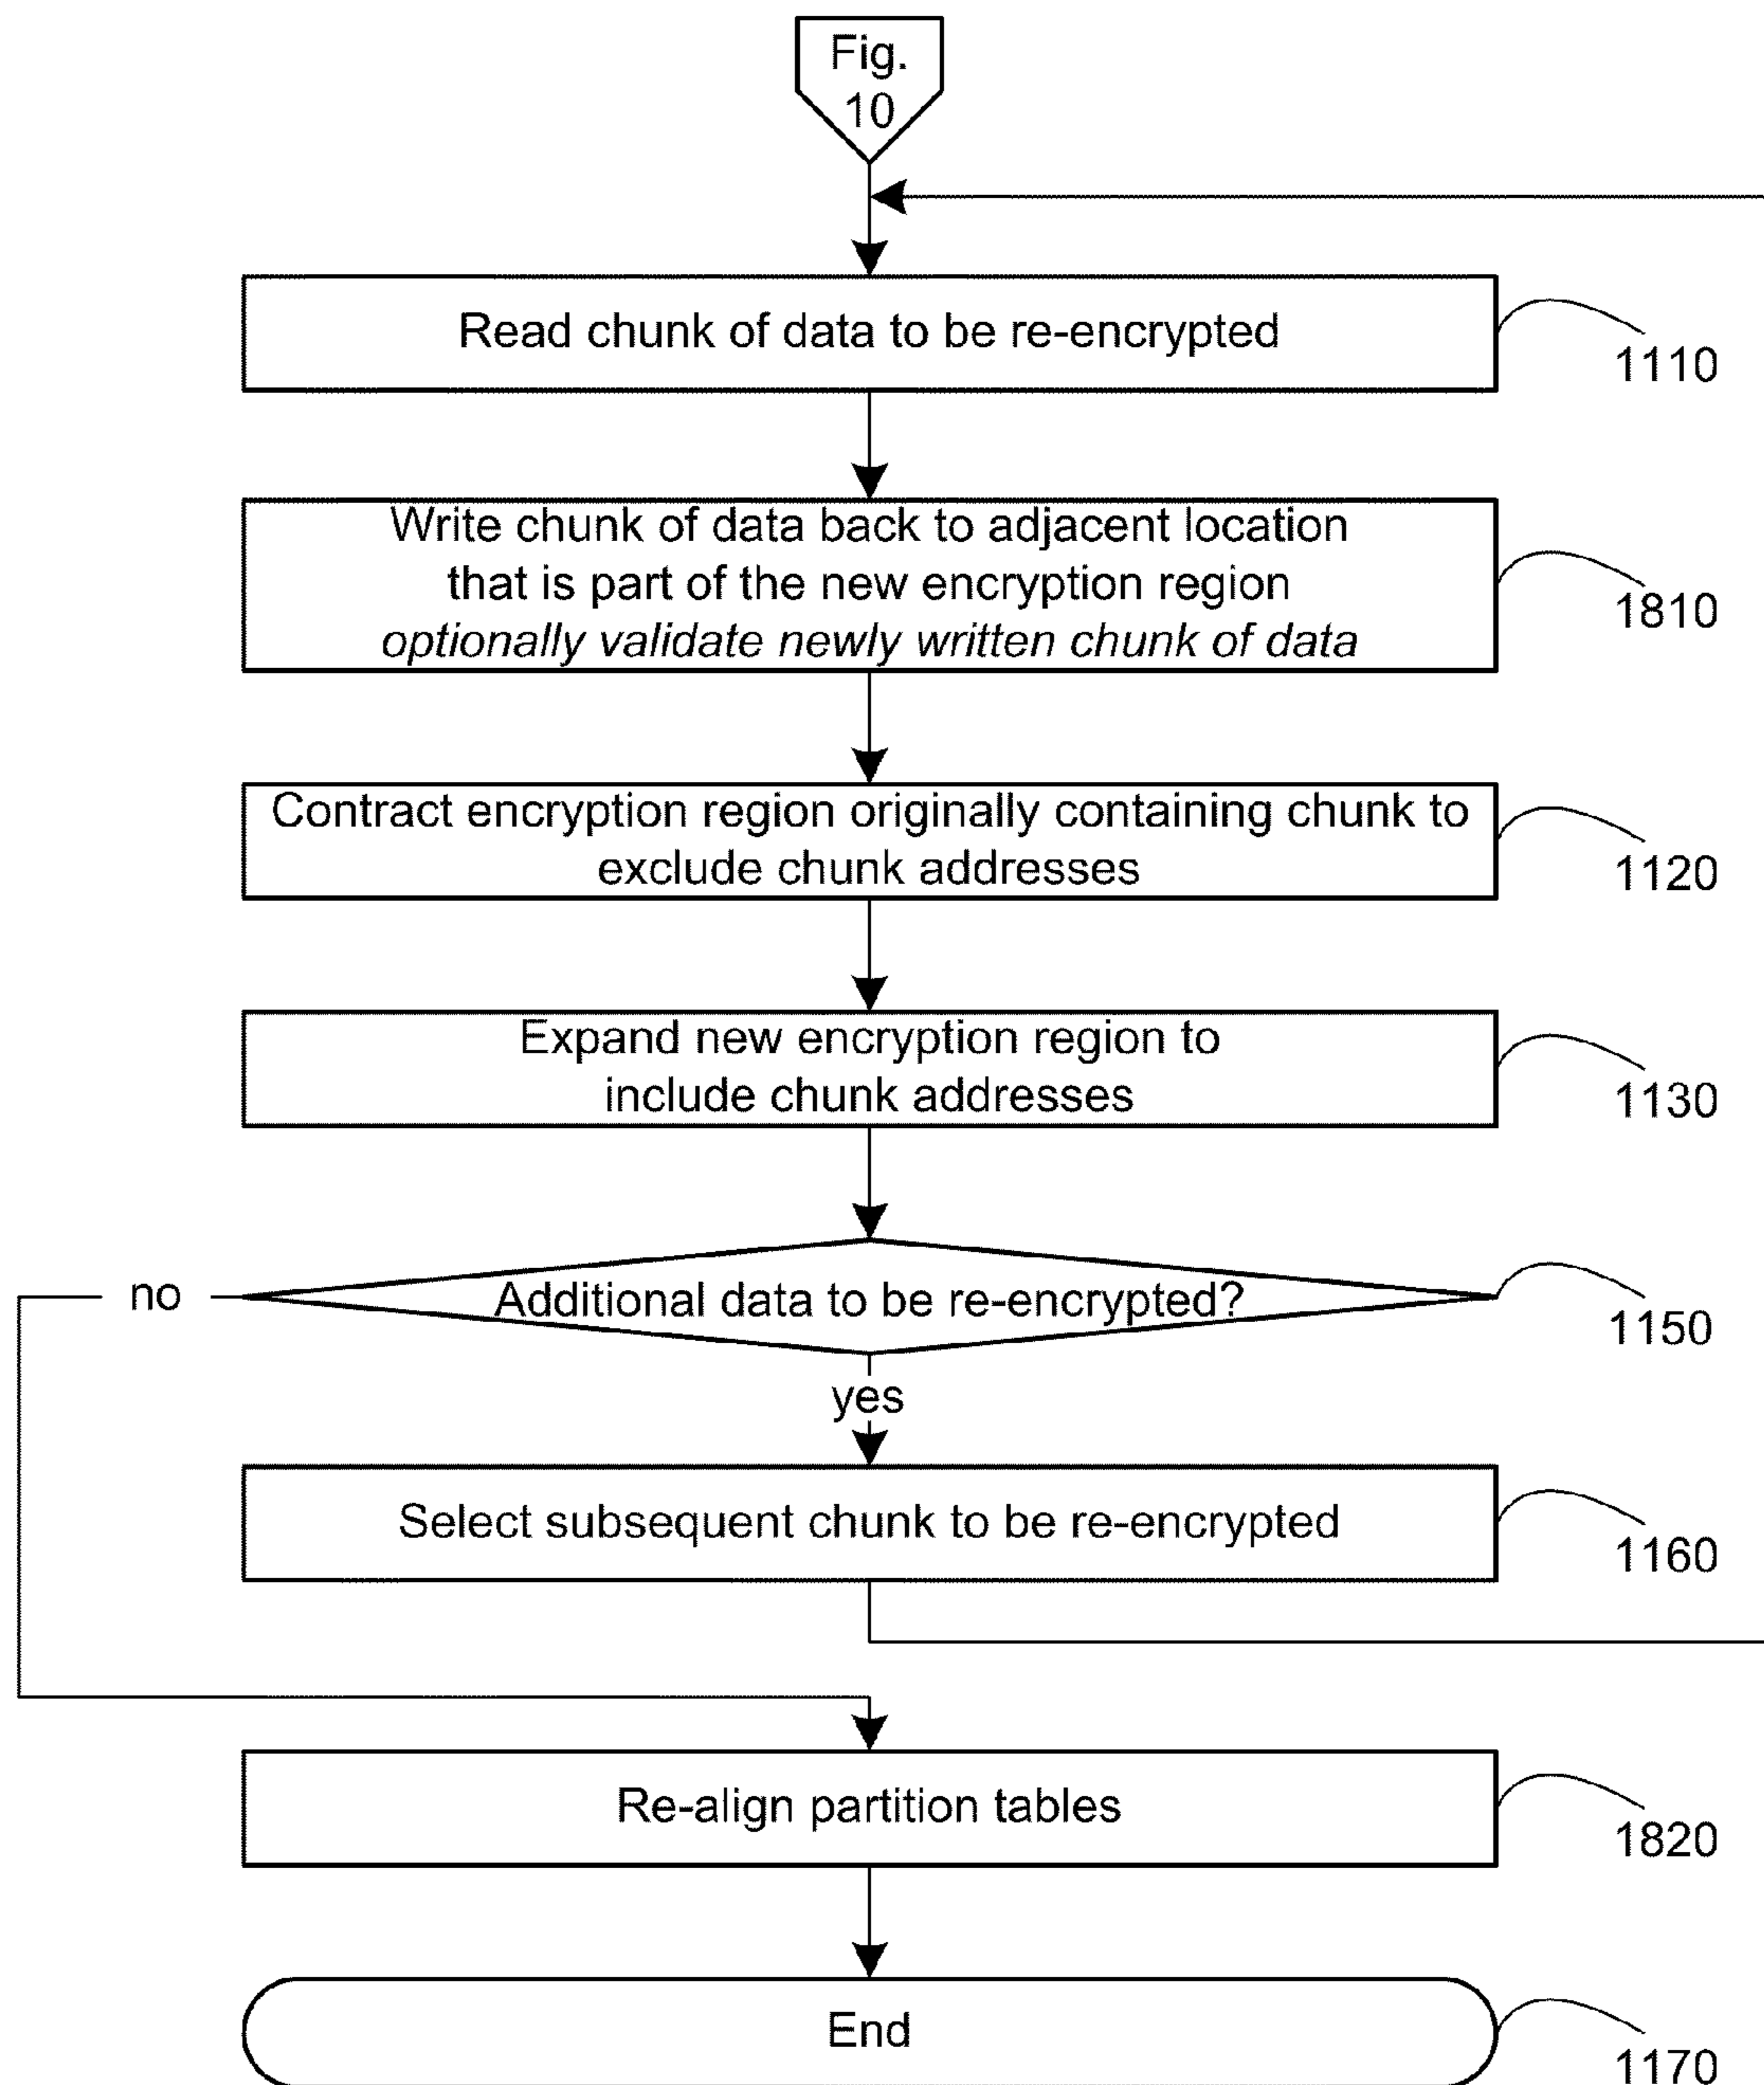 Fig.
10
Read chunk of data to be re-encrypted
1110
Write chunk of data back to adjacent location
that is part of the new encryption region
optionally validate newly written chunk of data
1810
Contract encryption region originally containing chunk to
exclude chunk addresses
1120
Expand new encryption region to
include chunk addresses
1130
no
Additional data to be re-encrypted?
1150
yes
Select subsequent chunk to be re-encrypted
1160
Re-align partition tables
1820
End
1170